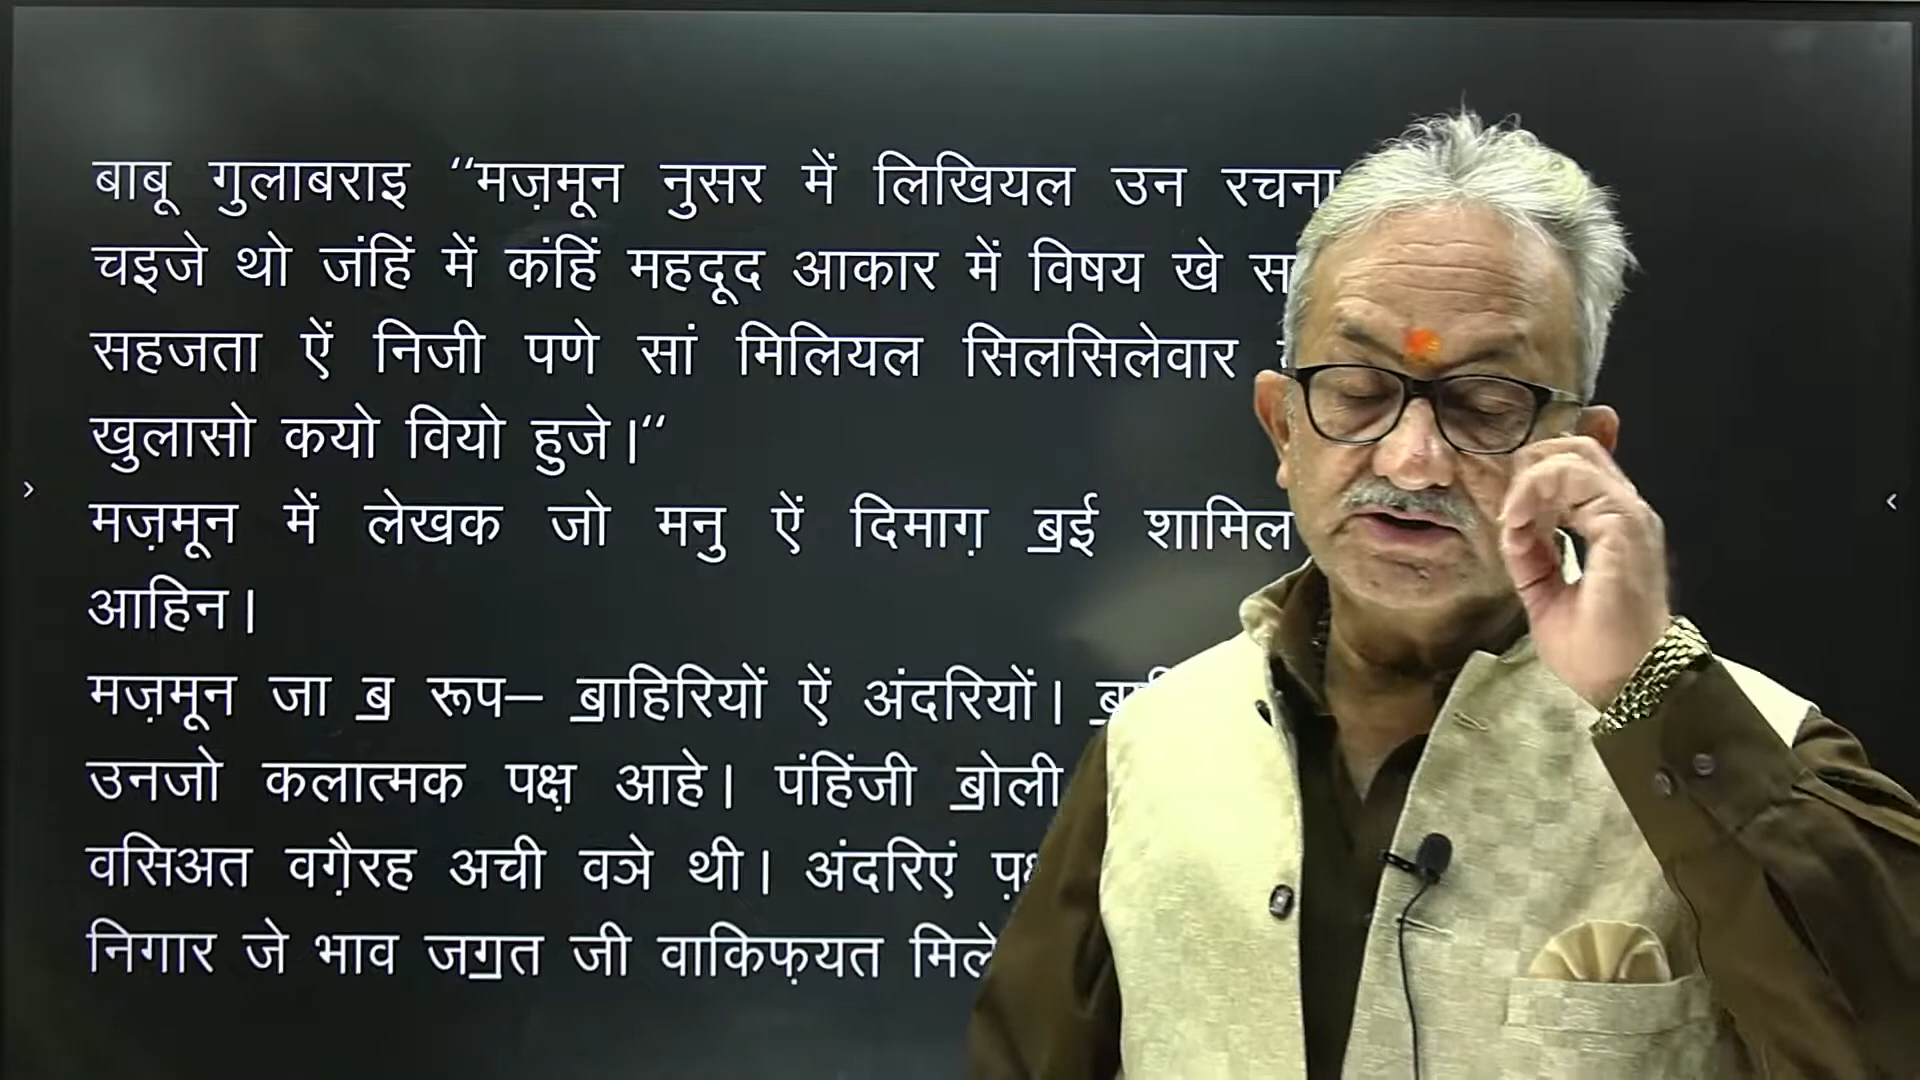 बाबू गुलाबराइ “मज़मून नुसर में लिखियल उन रचना
चइजे थो जंहिं में कंहिं महदूद आकार में विषय खे
सहजता ऐं निजी पणे सां मिलियल सिलसिलेवार
खुलासो कयो वियो हुजे।“
मज़मून में लेखक जो मनु ऐं दिमाग़ ॿई शामिल
आहिन।
मज़मून जा ॿ रूप– ॿाहिरियों ऐं अंदरियों।
उनजो कलात्मक पक्ष़ आहे। पंहिंजी ॿोली
वसिअत वग़ैरह अची वञे थी। अंदरिएं
निगार जे भाव जॻत जी वाकिफ़यत मिले